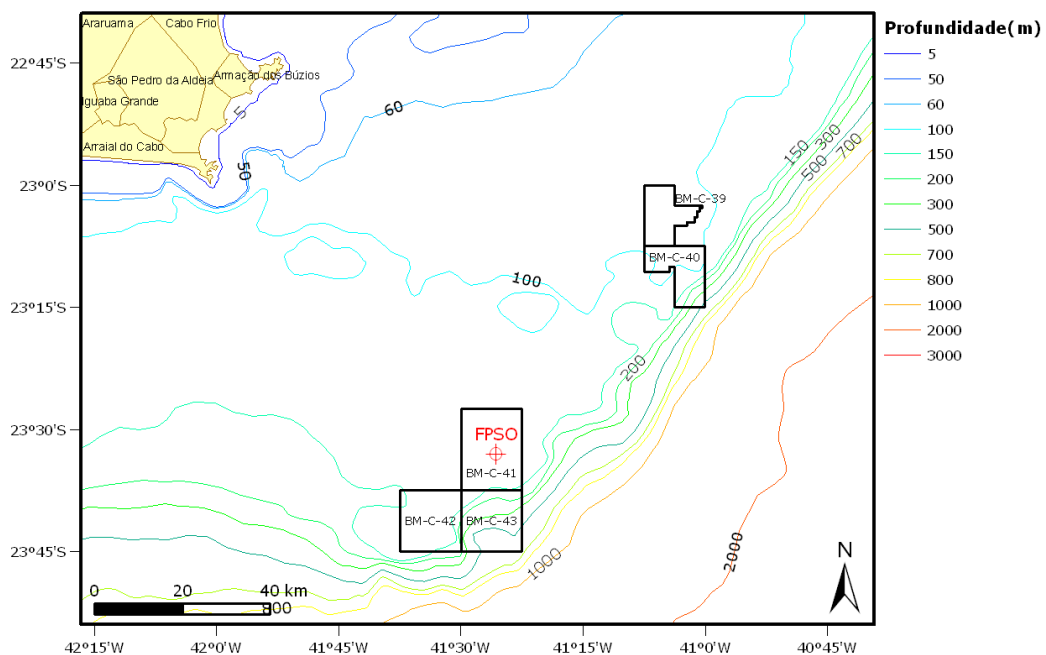 Araruama
Cabo Frio
São Pedro da Aldeia
Armação dos Búzios
Iguaba Grande
Arraial do Cabo
5
50
60
100
150
300
500
700
200
1000
2000
BM-C-39
BM-C-40
FPSO
BM-C-41
BM-C-42
BM-C-43
0 20 40 km
800
N
22°45'S
23°0'S
23°15'S
23°30'S
23°45'S
42°15'W
42°0'W
41°45'W
41°30'W
41°15'W
41°0'W
40°45'W
Profundidade(m)
5
50
60
100
150
200
300
500
700
800
1000
2000
3000